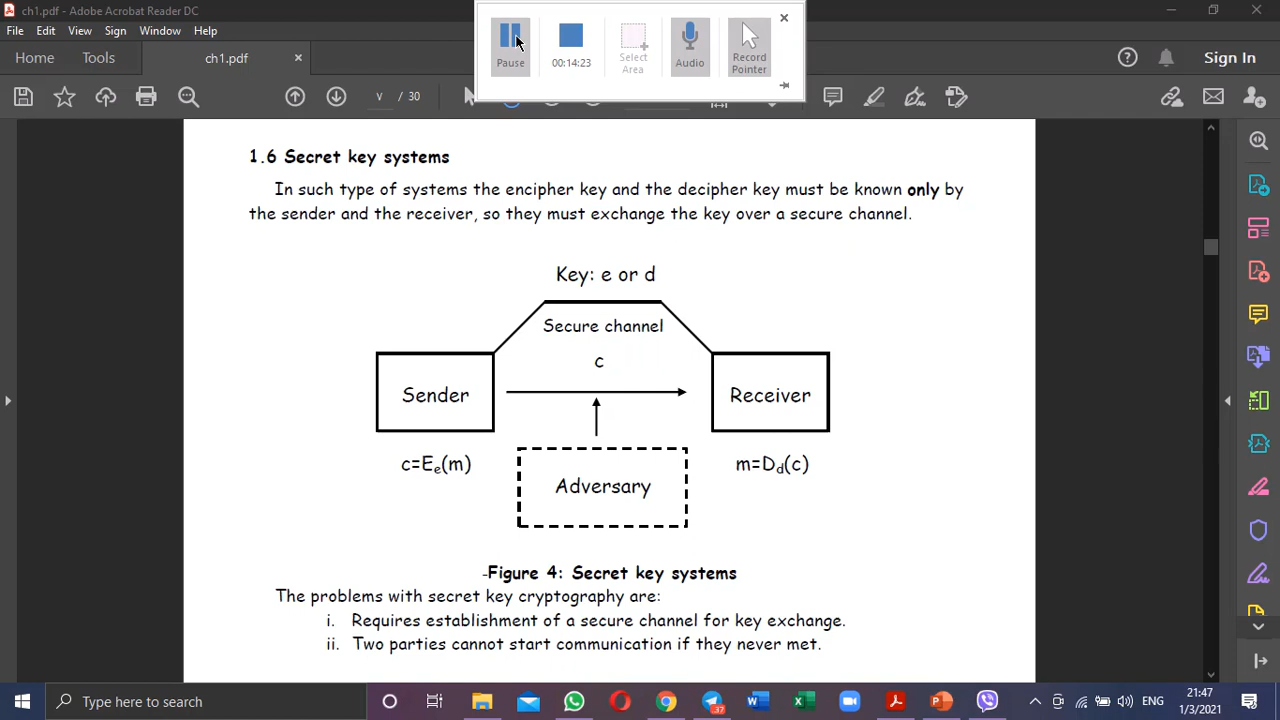 ch1.pdf - Adobe Acrobat Reader DC
File Edit View Sign Window Help
Home Tools ch1.pdf
Sign In
v / 30
Pause
00:14:23
Select Area
Audio
Record Pointer
1.6 Secret key systems
In such type of systems the encipher key and the decipher key must be known only by
the sender and the receiver, so they must exchange the key over a secure channel.
Key: e or d
Secure channel
c
Sender
Receiver
c=Ee(m)
Adversary
m=Dd(c)
-Figure 4: Secret key systems
The problems with secret key cryptography are:
i. Requires establishment of a secure channel for key exchange.
ii. Two parties cannot start communication if they never met.
Type here to search
37
ENG
21:47
1/3/2021